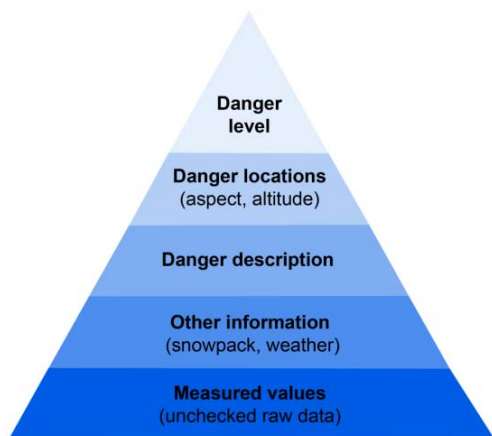 Danger
level
Danger locations
(aspect, altitude)
Danger description
Other information
(snowpack, weather)
Measured values
(unchecked raw data)